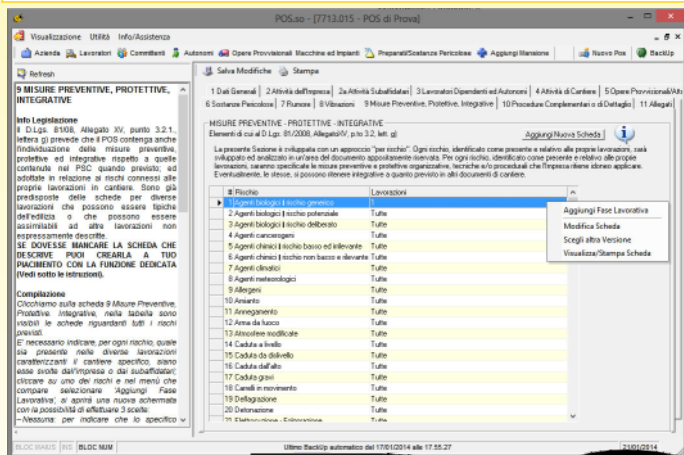 POS.so - [7713.015 - POS di Prova]
Visualizzazione Utilità Info/Assistenza
Azienda Lavoratori Committenti Autonomi Opere Provvisionali Macchine ed Impianti Preparati/Sostanze Pericolose Aggiungi Mansione Nuovo Pos BackUp
Refresh
9 MISURE PREVENTIVE, PROTETTIVE, INTEGRATIVE
Info Legislazione
Il D.Lgs. 81/08, Allegato XV, punto 3.2.1.,
lettera g) prevede che il POS contenga anche
l'individuazione delle misure preventive,
protettive ed integrative rispetto a quelle
contenute nel PSC quando previsto; ed
adottate in relazione ai rischi connessi alle
proprie lavorazioni in cantiere. Sono già
predisposte delle schede per diverse
lavorazioni che possono essere tipiche
dell'edilizia o che possono essere
assimilabili ad altre lavorazioni non
espressamente descritte.
SE DOVESSE MANCARE LA SCHEDA CHE
DESCRIVE PUOI CREARLA A TUO
PIACIMENTO CON LA FUNZIONE DEDICATA
(Vedi sotto le istruzioni).
Compilazione
Clicchiamo sulla scheda 9 Misure Preventive,
Protettive. Integrative, nella tabella sono
visibili le schede riguardanti tutti i rischi
previsti.
E' necessario indicare, per ogni rischio, quale
sia presente nelle diverse lavorazioni
caratterizzanti il cantiere specifico, siano
esse svolte dall'impresa o dai subaffidatari;
cliccare su uno dei rischi e nel menù che
compare selezionare 'Aggiungi Fase
Lavorativa', si aprirà una nuova schermata
con la possibilità di effettuare 3 scelte:
–Nessuna: per indicare che lo specifico
Salva Modifiche Stampa
1 Dati Generali 2 Attività dell'Impresa 2a Attività Subaffidatari 3 Lavoratori Dipendenti ed Autonomi 4 Attività di Cantiere 5 Opere Provvisionali/Att
6 Sostanze Pericolose 7 Rumore 8 Vibrazioni 9 Misure Preventive, Protettive, Integrative 10 Procedure Complementari o di Dettaglio 11 Allegati
MISURE PREVENTIVE - PROTETTIVE - INTEGRATIVE
Elementi di cui al D.Lgs. 81/2008, AllegatoXV, p.to 3.2, lett. g)
Aggiungi Nuova Scheda
La presente Sezione è sviluppata con un approccio "per rischio". Ogni rischio, identificato come presente e relativo alle proprie lavorazioni, sarà
sviluppato ed analizzato in un'area del documento appositamente riservata. Per ogni rischio, identificato come presente e relativo alle proprie
lavorazioni, saranno specificate le misure preventive e protettive organizzative, tecniche e/o procedurali che l'Impresa ritiene idoneo applicare.
Eventualmente, le stesse, si possono ritenere integrative a quanto previsto in altri documenti di cantiere.
# Rischio Lavorazioni
1 Agenti biologici | rischio generico 1
2 Agenti biologici | rischio potenziale Tutte
3 Agenti biologici | rischio deliberato Tutte
4 Agenti cancerogeni Tutte
5 Agenti chimici | rischio basso ed irrilevante Tutte
6 Agenti chimici | rischio non basso e rilevante Tutte
7 Agenti climatici Tutte
8 Agenti meteorologici Tutte
9 Allergeni Tutte
10 Amianto Tutte
11 Annegamento Tutte
12 Arma da fuoco Tutte
13 Atmosfere modificate Tutte
14 Caduta a livello Tutte
15 Caduta da dislivello Tutte
16 Caduta dall'alto Tutte
17 Caduta gravi Tutte
18 Carrelli in movimento Tutte
19 Deflagrazione Tutte
20 Detonazione Tutte
21 Elettrocuzione - Folgorazione Tutte
Aggiungi Fase Lavorativa
Modifica Scheda
Scegli altra Versione
Visualizza/Stampa Scheda
BLOC MAIUS INS BLOC NUM Ultimo BackUp automatico del 17/01/2014 alle 17.55.27 21/01/2014